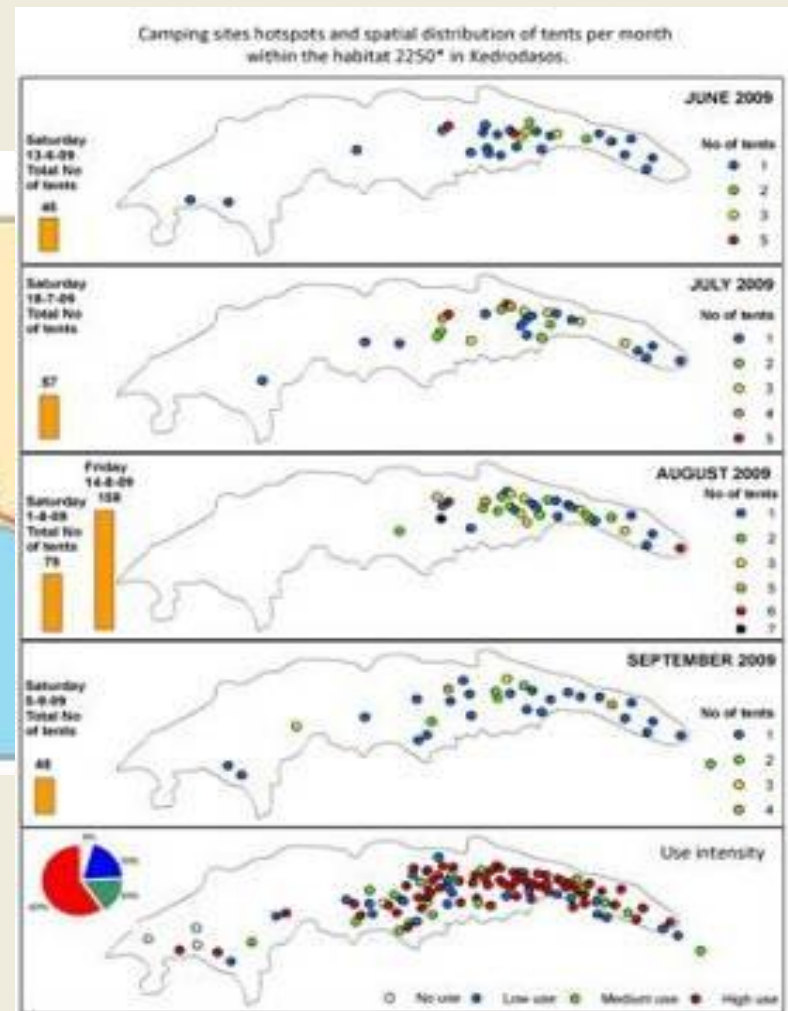 Camping sites hotspots and spatial distribution of tents per month
within the habitat 2250* in Kedrodasos.
JUNE 2009
Saturday
13-6-09
Total No
of tents
No of tents
1
2
3
5
JULY 2009
Saturday
18-7-09
Total No
of tents
57
No of tents
1
2
3
4
5
AUGUST 2009
Friday
14-8-09
158
Saturday
1-8-09
Total No
of tents
No of tents
1
2
3
5
6
7
SEPTEMBER 2009
Saturday
5-9-09
Total No
of tents
No of tents
1
2
3
4
Use intensity
No use
Low use
Medium use
High use